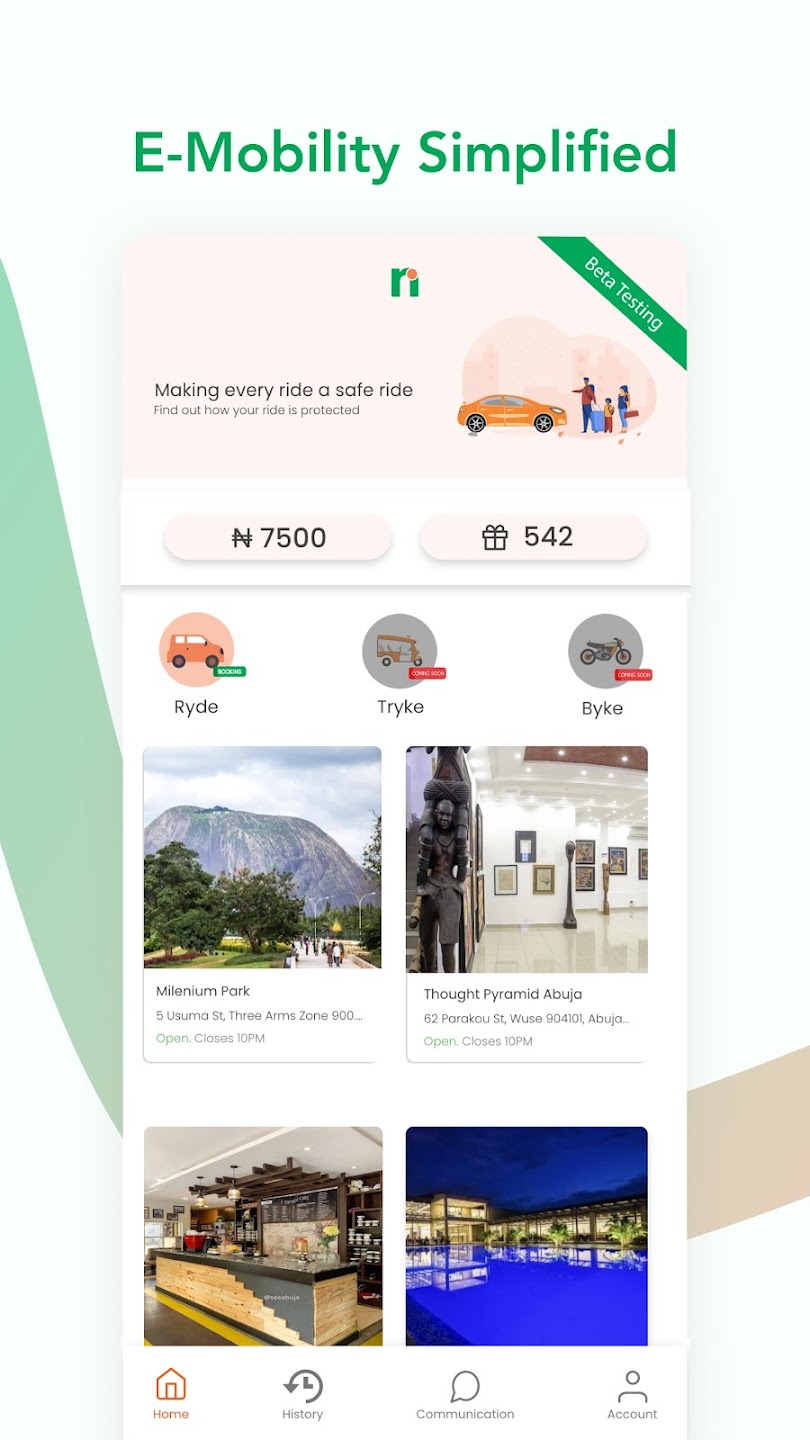 E-Mobility Simplified
ri
Beta Testing
Making every ride a safe ride
Find out how your ride is protected
₦ 7500
542
BOOKING
COMING SOON
COMING SOON
Ryde
Tryke
Byke
Milenium Park
5 Usuma St, Three Arms Zone 900....
Open. Closes 10PM
Thought Pyramid Abuja
62 Parakou St, Wuse 904101, Abuja...
Open. Closes 10PM
@seeabuja
Home
History
Communication
Account